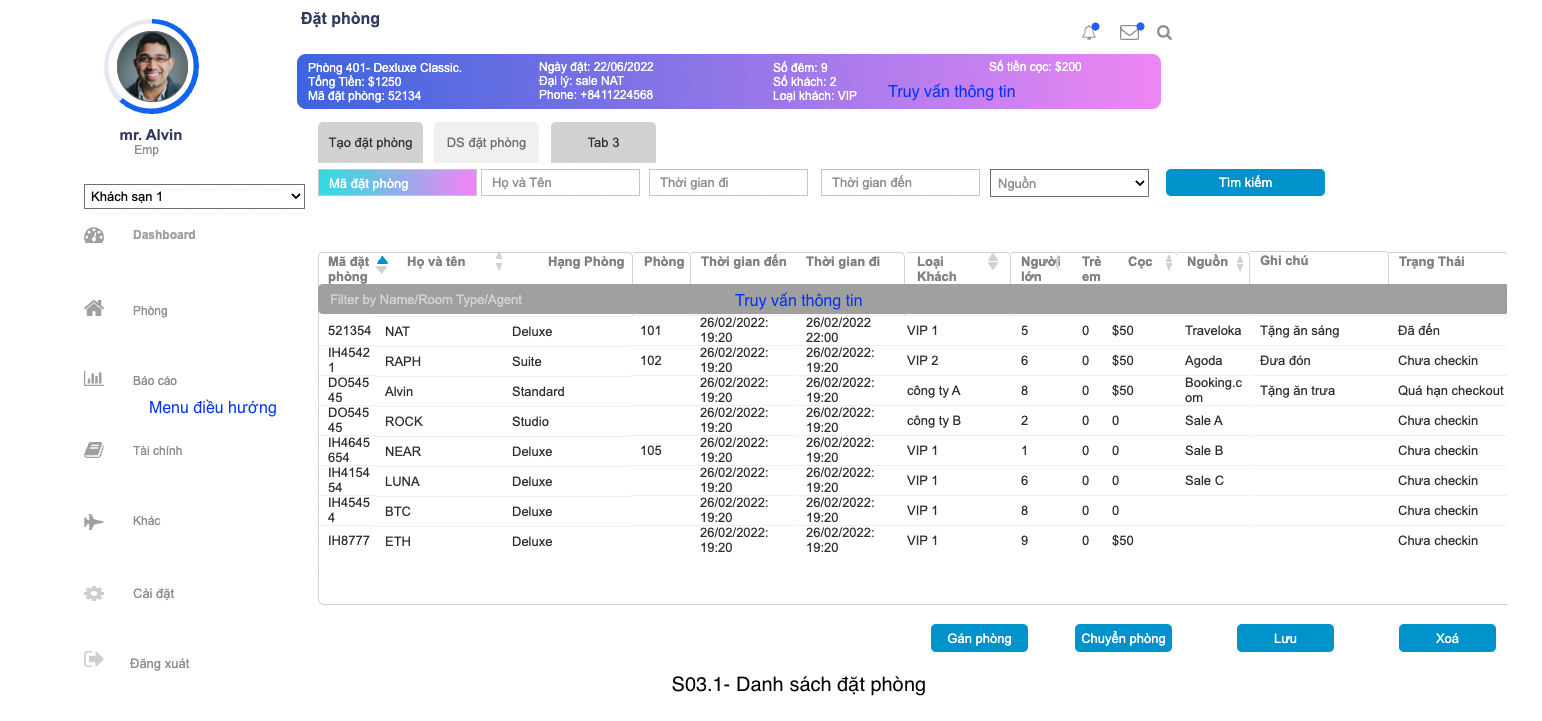 Đặt phòng
mr. Alvin
Emp
Phòng 401- Dexluxe Classic.
Tổng Tiền: $1250
Mã đặt phòng: 52134
Ngày đặt: 22/06/2022
Đại lý: sale NAT
Phone: +8411224568
Số đêm: 9
Số khách: 2
Loại khách: VIP
Số tiền cọc: $200
Truy vấn thông tin
Khách sạn 1
Dashboard
Phòng
Báo cáo
Menu điều hướng
Tài chính
Khác
Cài đặt
Đăng xuát
Tạo đặt phòng DS đặt phòng Tab 3
Mã đặt phòng Họ và Tên Thời gian đi Thời gian đến Nguồn Tìm kiếm
Mã đặt phòng Họ và tên Hạng Phòng Phòng Thời gian đến Thời gian đi Loại Khách Người lớn Trẻ em Cọc Nguồn Ghi chú Trạng Thái
Filter by Name/Room Type/Agent Truy vấn thông tin
521354 NAT Deluxe 101 26/02/2022: 19:20 26/02/2022 22:00 VIP 1 5 0 $50 Traveloka Tặng ăn sáng Đã đến
IH45421 RAPH Suite 102 26/02/2022: 19:20 26/02/2022: 19:20 VIP 2 6 0 $50 Agoda Đưa đón Chưa checkin
DO54545 Alvin Standard 26/02/2022: 19:20 26/02/2022: 19:20 công ty A 8 0 $50 Booking.com Tặng ăn trưa Quá hạn checkout
DO54545 ROCK Studio 26/02/2022: 19:20 26/02/2022: 19:20 công ty B 2 0 0 Sale A Chưa checkin
IH4645654 NEAR Deluxe 105 26/02/2022: 19:20 26/02/2022: 19:20 VIP 1 1 0 0 Sale B Chưa checkin
IH415454 LUNA Deluxe 26/02/2022: 19:20 26/02/2022: 19:20 VIP 1 6 0 0 Sale C Chưa checkin
IH45454 BTC Deluxe 26/02/2022: 19:20 26/02/2022: 19:20 VIP 1 8 0 0 Chưa checkin
IH8777 ETH Deluxe 26/02/2022: 19:20 26/02/2022: 19:20 VIP 1 9 0 $50 Chưa checkin
Gán phòng Chuyển phòng Lưu Xoá
S03.1- Danh sách đặt phòng